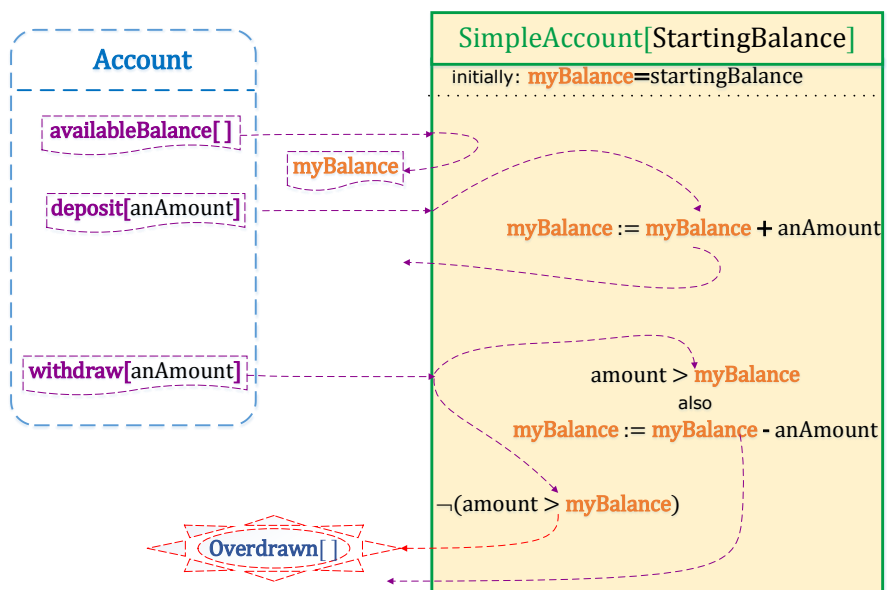 Account
SimpleAccount[StartingBalance]
initially: myBalance=startingBalance
availableBalance[ ]
myBalance
deposit[anAmount]
myBalance := myBalance + anAmount
withdraw[anAmount]
amount > myBalance
also
myBalance := myBalance - anAmount
¬(amount > myBalance)
Overdrawn[ ]